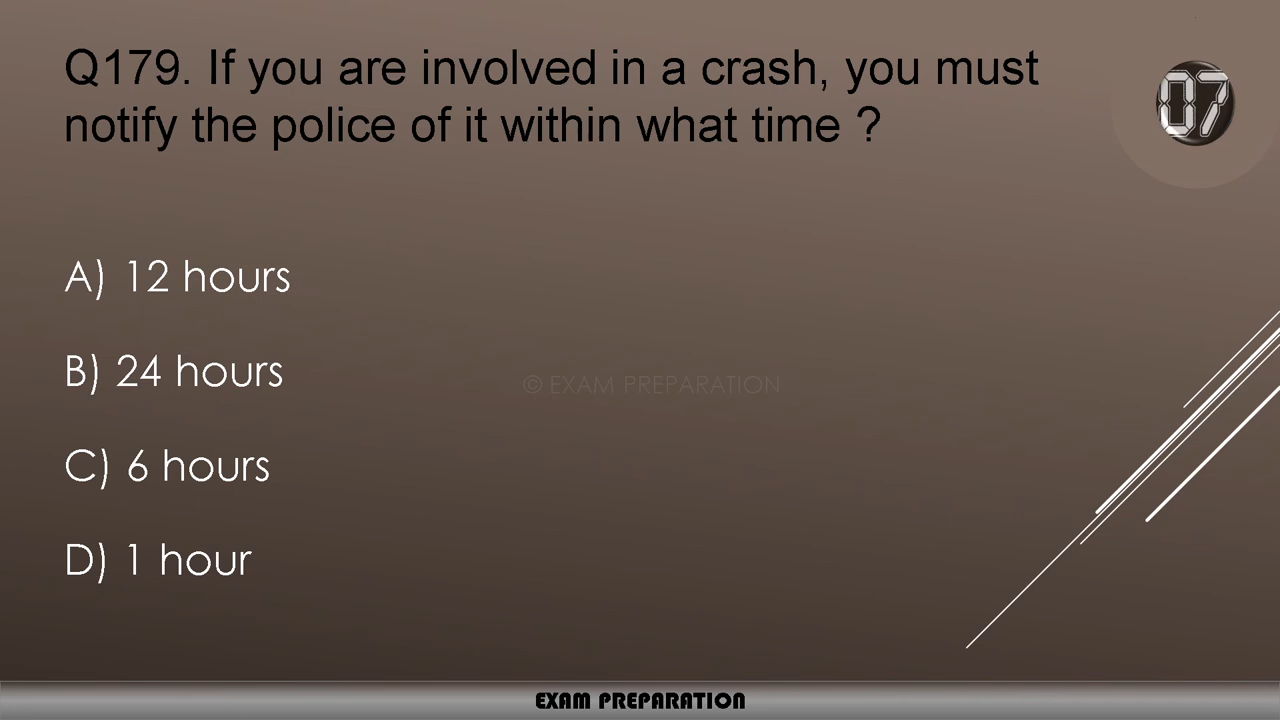 Q179. If you are involved in a crash, you must
notify the police of it within what time ?
07
A) 12 hours
B) 24 hours
© EXAM PREPARATION
C) 6 hours
D) 1 hour
EXAM PREPARATION